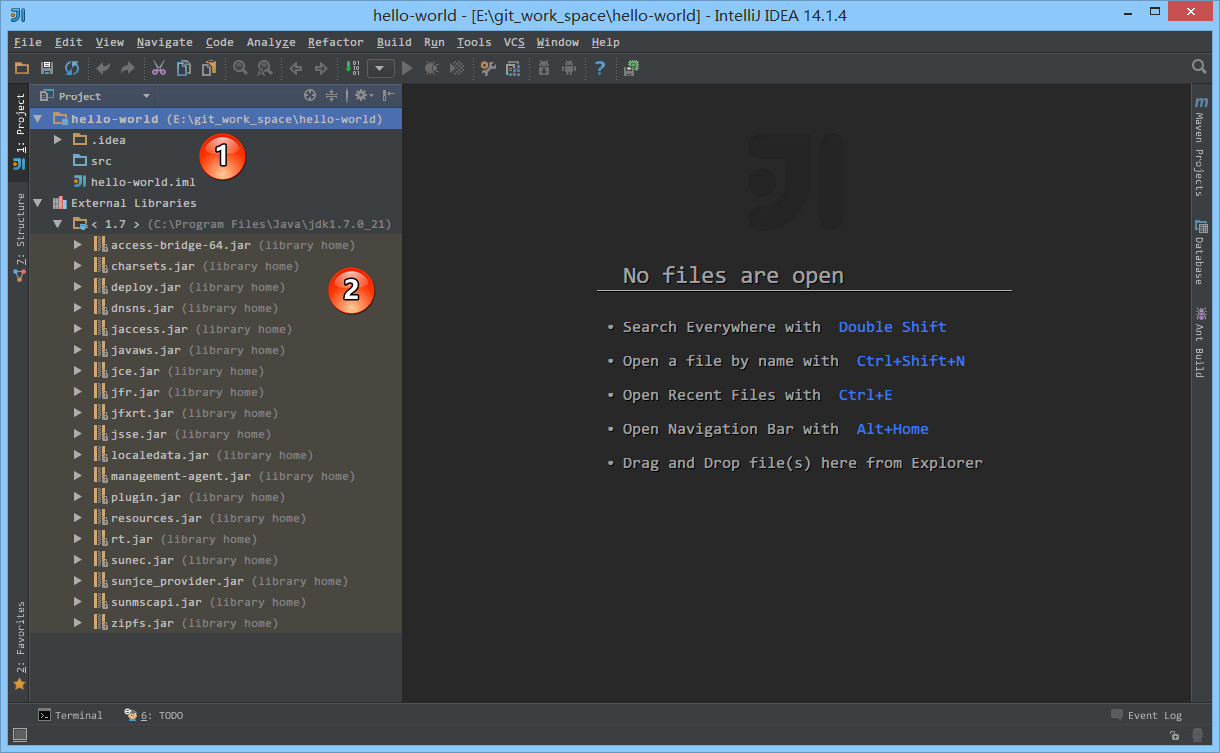 hello-world - [E:\git_work_space\hello-world] - IntelliJ IDEA 14.1.4
File Edit View Navigate Code Analyze Refactor Build Run Tools VCS Window Help
Project
1: Project
7: Structure
2: Favorites
hello-world (E:\git_work_space\hello-world)
.idea
src
hello-world.iml
1
External Libraries
< 1.7 > (C:\Program Files\Java\jdk1.7.0_21)
access-bridge-64.jar (library home)
charsets.jar (library home)
deploy.jar (library home)
2
dnsns.jar (library home)
jaccess.jar (library home)
javaws.jar (library home)
jce.jar (library home)
jfr.jar (library home)
jfxrt.jar (library home)
jsse.jar (library home)
localedata.jar (library home)
management-agent.jar (library home)
plugin.jar (library home)
resources.jar (library home)
rt.jar (library home)
sunec.jar (library home)
sunjce_provider.jar (library home)
sunmscapi.jar (library home)
zipfs.jar (library home)
No files are open
• Search Everywhere with Double Shift
• Open a file by name with Ctrl+Shift+N
• Open Recent Files with Ctrl+E
• Open Navigation Bar with Alt+Home
• Drag and Drop file(s) here from Explorer
m
Maven Projects
Database
Ant Build
Terminal
6: TODO
Event Log